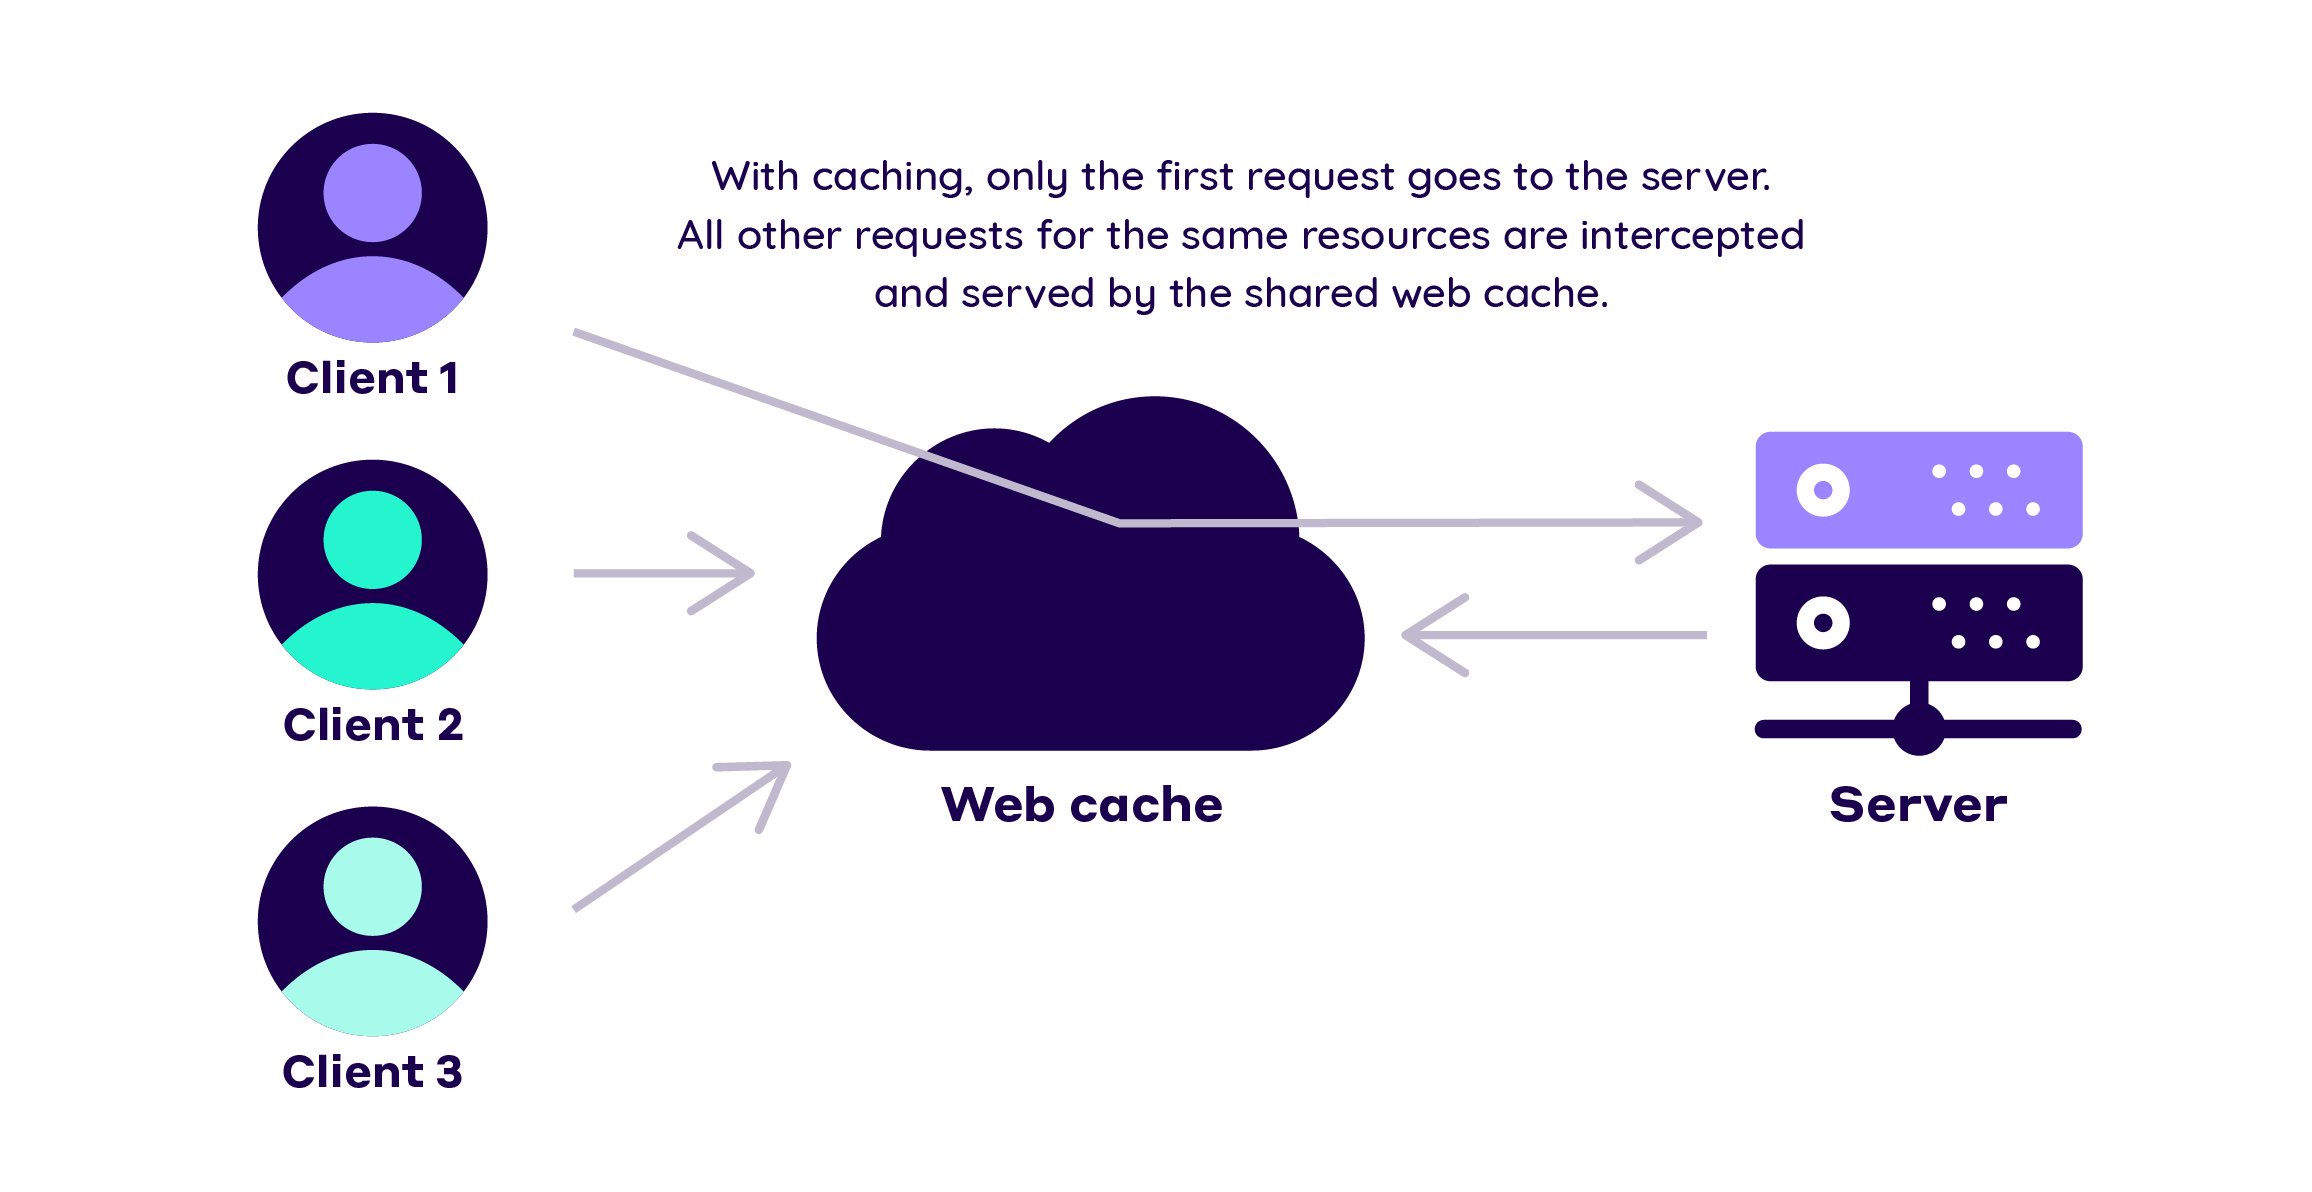 With caching, only the first request goes to the server.
All other requests for the same resources are intercepted
and served by the shared web cache.
Client 1
Client 2
Client 3
Web cache
Server